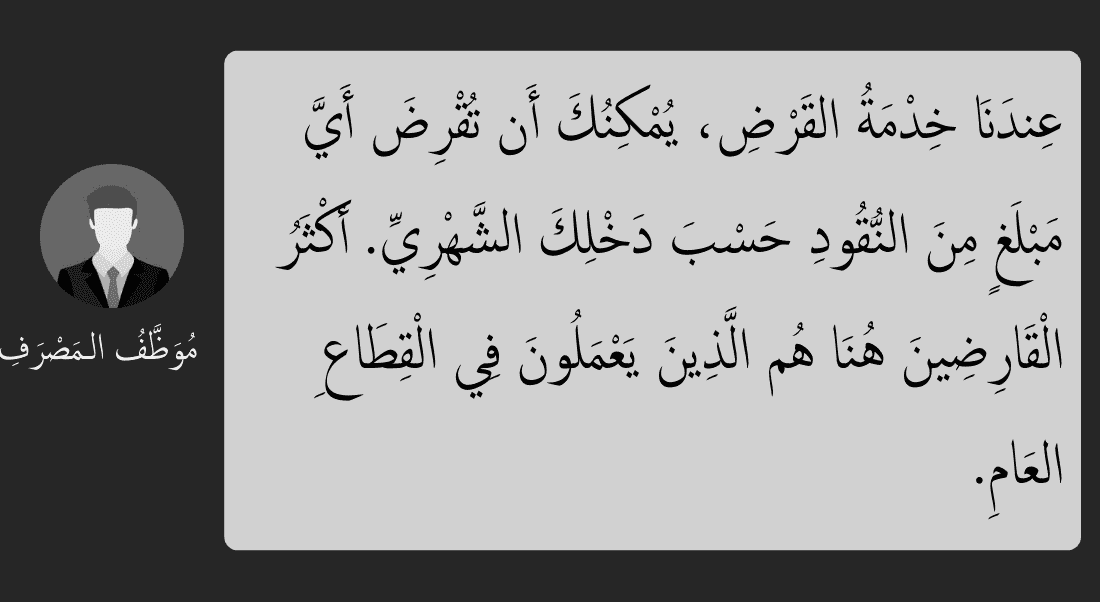 عِندَنَا خِدْمَةُ القَرْضِ، يُمْكِنُكَ أَن تُقْرِضَ أَيَّ
مَبْلَغٍ مِنَ النُّقُودِ حَسْبَ دَخْلِكَ الشَّهْرِيِّ. أَكْثَرُ
الْقَارِضِينَ هُنَا هُم الَّذِينَ يَعْمَلُونَ فِي الْقِطَاعِ
العَامِ.
مُوَظَّفُ المَصْرَفِ